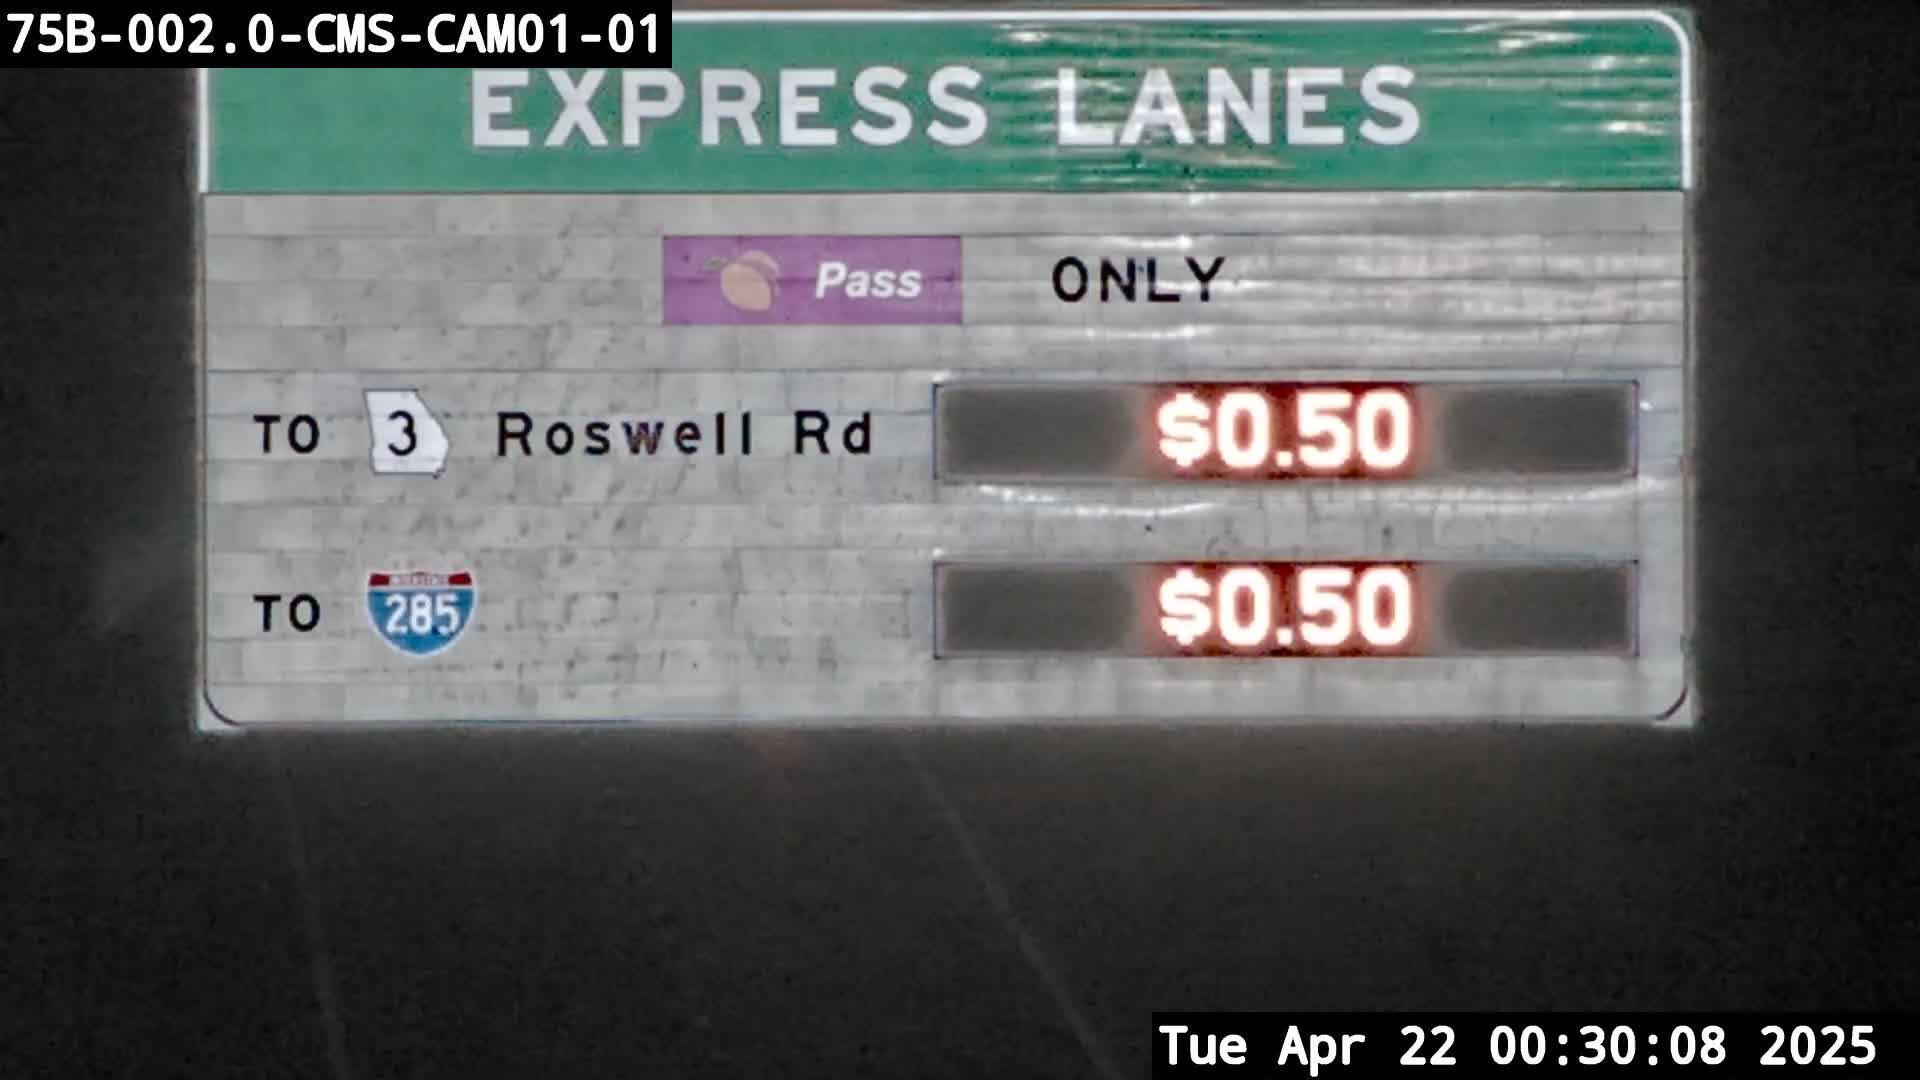 75B-002.0-CMS-CAM01-01
EXPRESS LANES
Pass ONLY
TO 3 Roswell Rd $0.50
TO INTERSTATE 285 $0.50
Tue Apr 22 00:30:08 2025